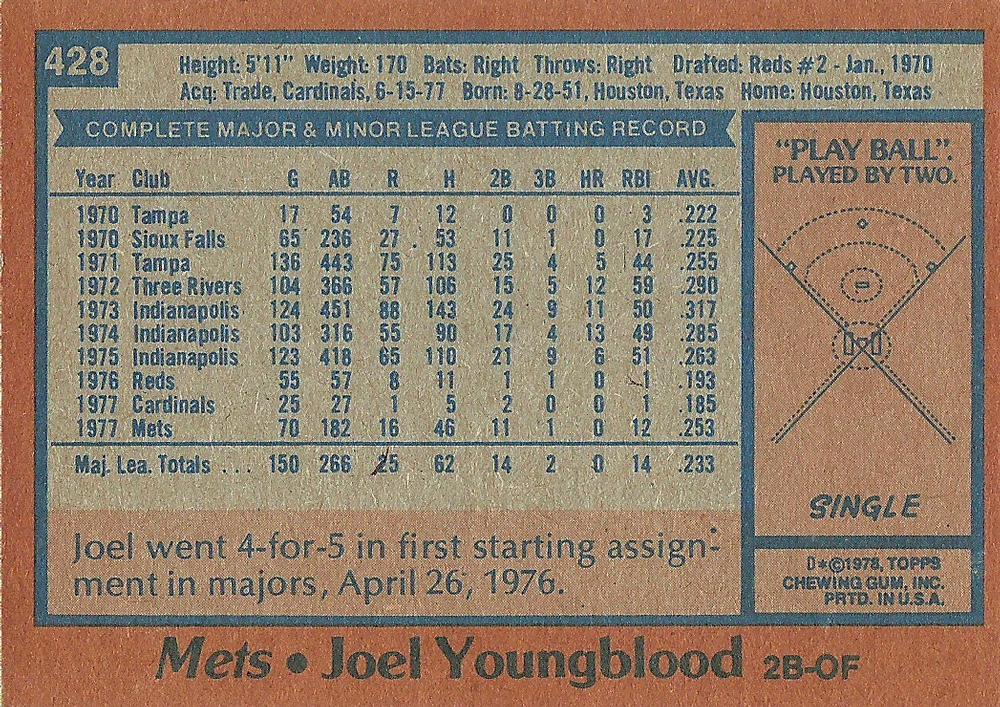 428
Height: 5'11" Weight: 170 Bats: Right Throws: Right Drafted: Reds #2 - Jan., 1970
Acq: Trade, Cardinals, 6-15-77 Born: 8-28-51, Houston, Texas Home: Houston, Texas
COMPLETE MAJOR & MINOR LEAGUE BATTING RECORD
Year Club G AB R H 2B 3B HR RBI AVG.
1970 Tampa 17 54 7 12 0 0 0 3 .222
1970 Sioux Falls 65 236 27 53 11 1 0 17 .225
1971 Tampa 136 443 75 113 25 4 5 44 .255
1972 Three Rivers 104 366 57 106 15 5 12 59 .290
1973 Indianapolis 124 451 88 143 24 9 11 50 .317
1974 Indianapolis 103 316 55 90 17 4 13 49 .285
1975 Indianapolis 123 418 65 110 21 9 6 51 .263
1976 Reds 55 57 8 11 1 1 0 1 .193
1977 Cardinals 25 27 1 5 2 0 0 1 .185
1977 Mets 70 182 16 46 11 1 0 12 .253
Maj. Lea. Totals ... 150 266 25 62 14 2 0 14 .233
Joel went 4-for-5 in first starting assign-
ment in majors, April 26, 1976.
"PLAY BALL".
PLAYED BY TWO.
SINGLE
D*©1978, TOPPS
CHEWING GUM, INC.
PRTD. IN U.S.A.
Mets • Joel Youngblood 2B-OF